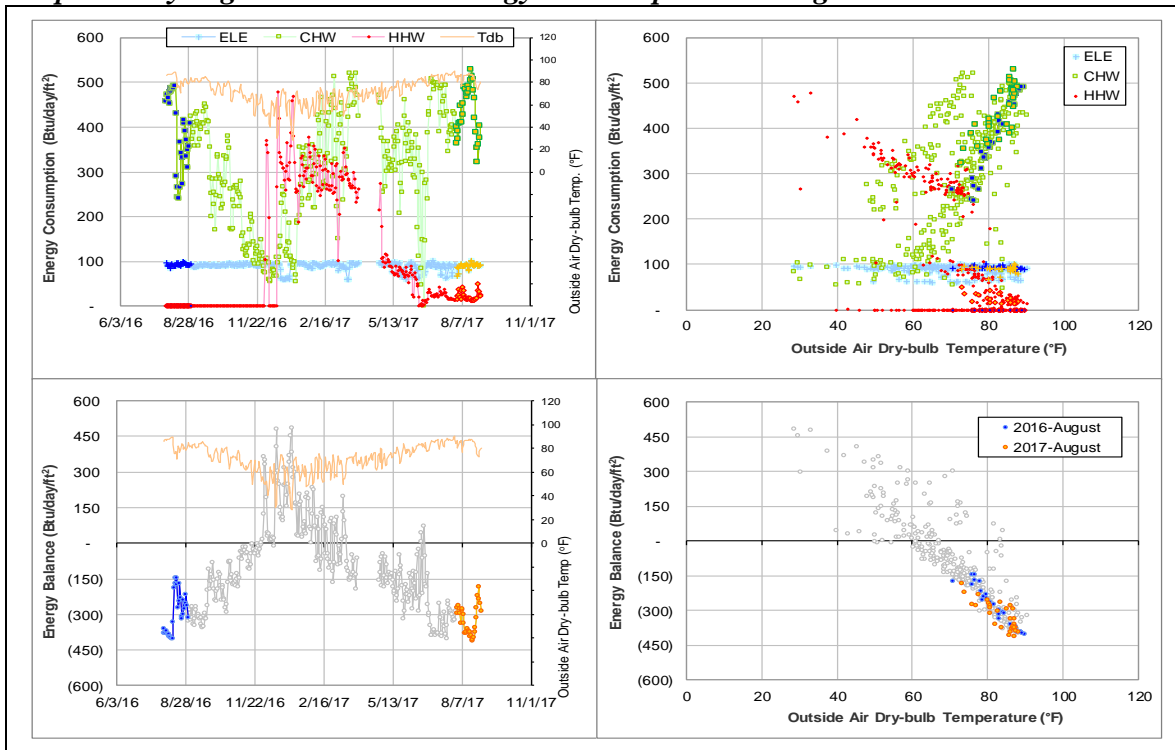 600
500
400
300
200
100
-
Energy Consumption (Btu/day/ft²)
ELE CHW HHW Tdb
120
100
80
60
40
20
0
Outside Air Dry-bulb Temp. (°F)
6/3/16 8/28/16 11/22/16 2/16/17 5/13/17 8/7/17 11/1/17
600
500
400
300
200
100
-
Energy Consumption (Btu/day/ft²)
ELE
CHW
HHW
0 20 40 60 80 100 120
Outside Air Dry-bulb Temperature (°F)
600
450
300
150
-
(150)
(300)
(450)
(600)
Energy Balance (Btu/day/ft²)
120
100
80
60
40
20
0
Outside Air Dry-bulb Temp (°F)
6/3/16 8/28/16 11/22/16 2/16/17 5/13/17 8/7/17 11/1/17
600
450
300
150
-
(150)
(300)
(450)
(600)
Energy Balance (Btu/day/ft²)
2016-August
2017-August
0 20 40 60 80 100 120
Outside Air Dry-bulb Temperature (°F)